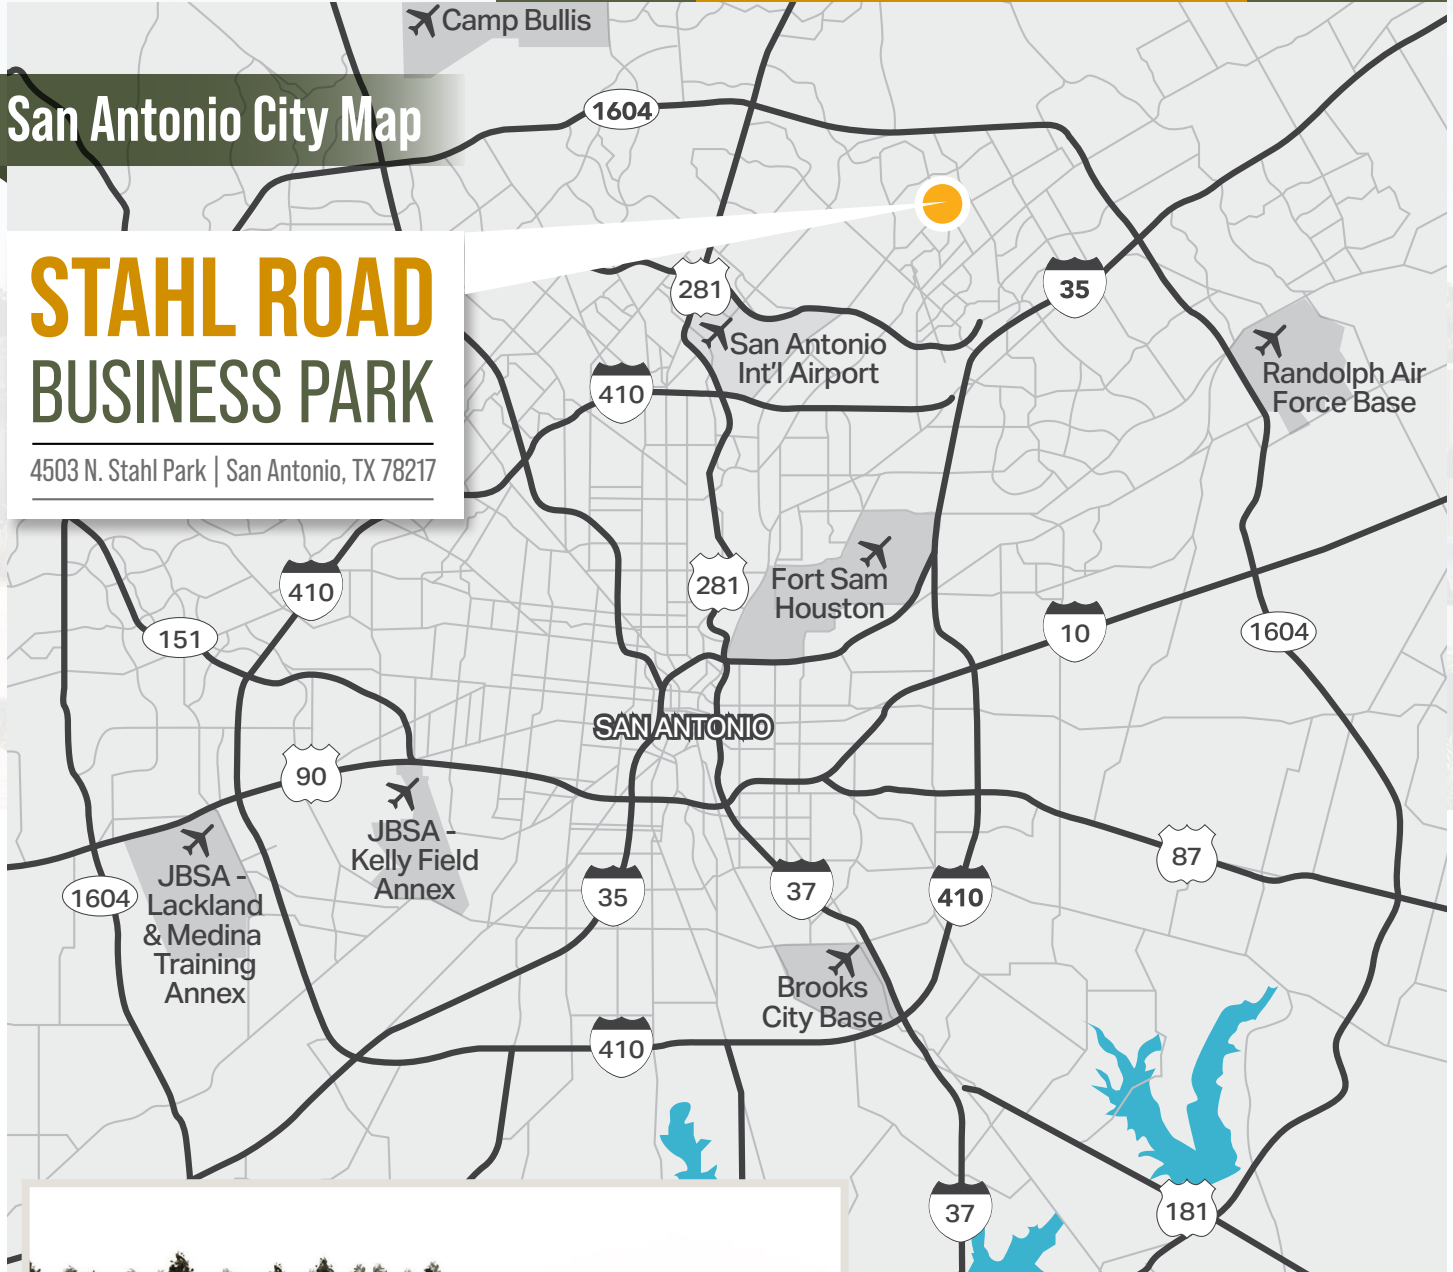 Camp Bullis
San Antonio City Map
1604
STAHL ROAD
BUSINESS PARK
4503 N. Stahl Park | San Antonio, TX 78217
281
35
San Antonio
Int'l Airport
Randolph Air
Force Base
410
Fort Sam
Houston
281
410
151
10
1604
SAN ANTONIO
90
JBSA -
Kelly Field
Annex
87
JBSA -
Lackland
& Medina
Training
Annex
1604
35
37
410
Brooks
City Base
410
37
181